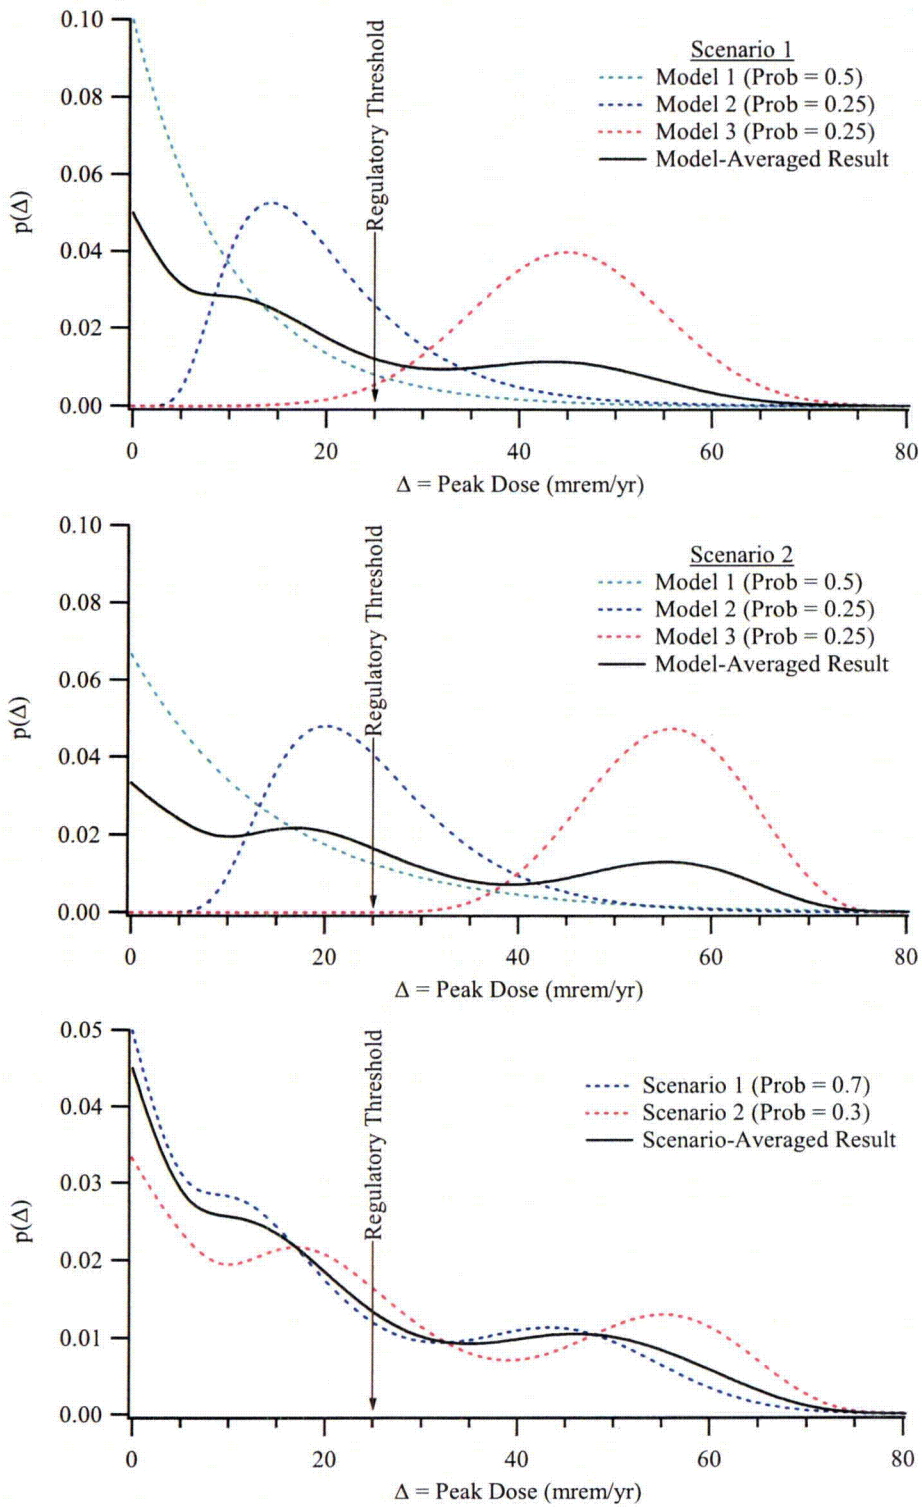 0.10
0.08
0.06
0.04
0.02
0.00
p(Δ)
Regulatory Threshold
Scenario 1
Model 1 (Prob = 0.5)
Model 2 (Prob = 0.25)
Model 3 (Prob = 0.25)
Model-Averaged Result
0 20 40 60 80
Δ = Peak Dose (mrem/yr)
0.10
0.08
0.06
0.04
0.02
0.00
p(Δ)
Regulatory Threshold
Scenario 2
Model 1 (Prob = 0.5)
Model 2 (Prob = 0.25)
Model 3 (Prob = 0.25)
Model-Averaged Result
0 20 40 60 80
Δ = Peak Dose (mrem/yr)
0.05
0.04
0.03
0.02
0.01
0.00
p(Δ)
Regulatory Threshold
Scenario 1 (Prob = 0.7)
Scenario 2 (Prob = 0.3)
Scenario-Averaged Result
0 20 40 60 80
Δ = Peak Dose (mrem/yr)